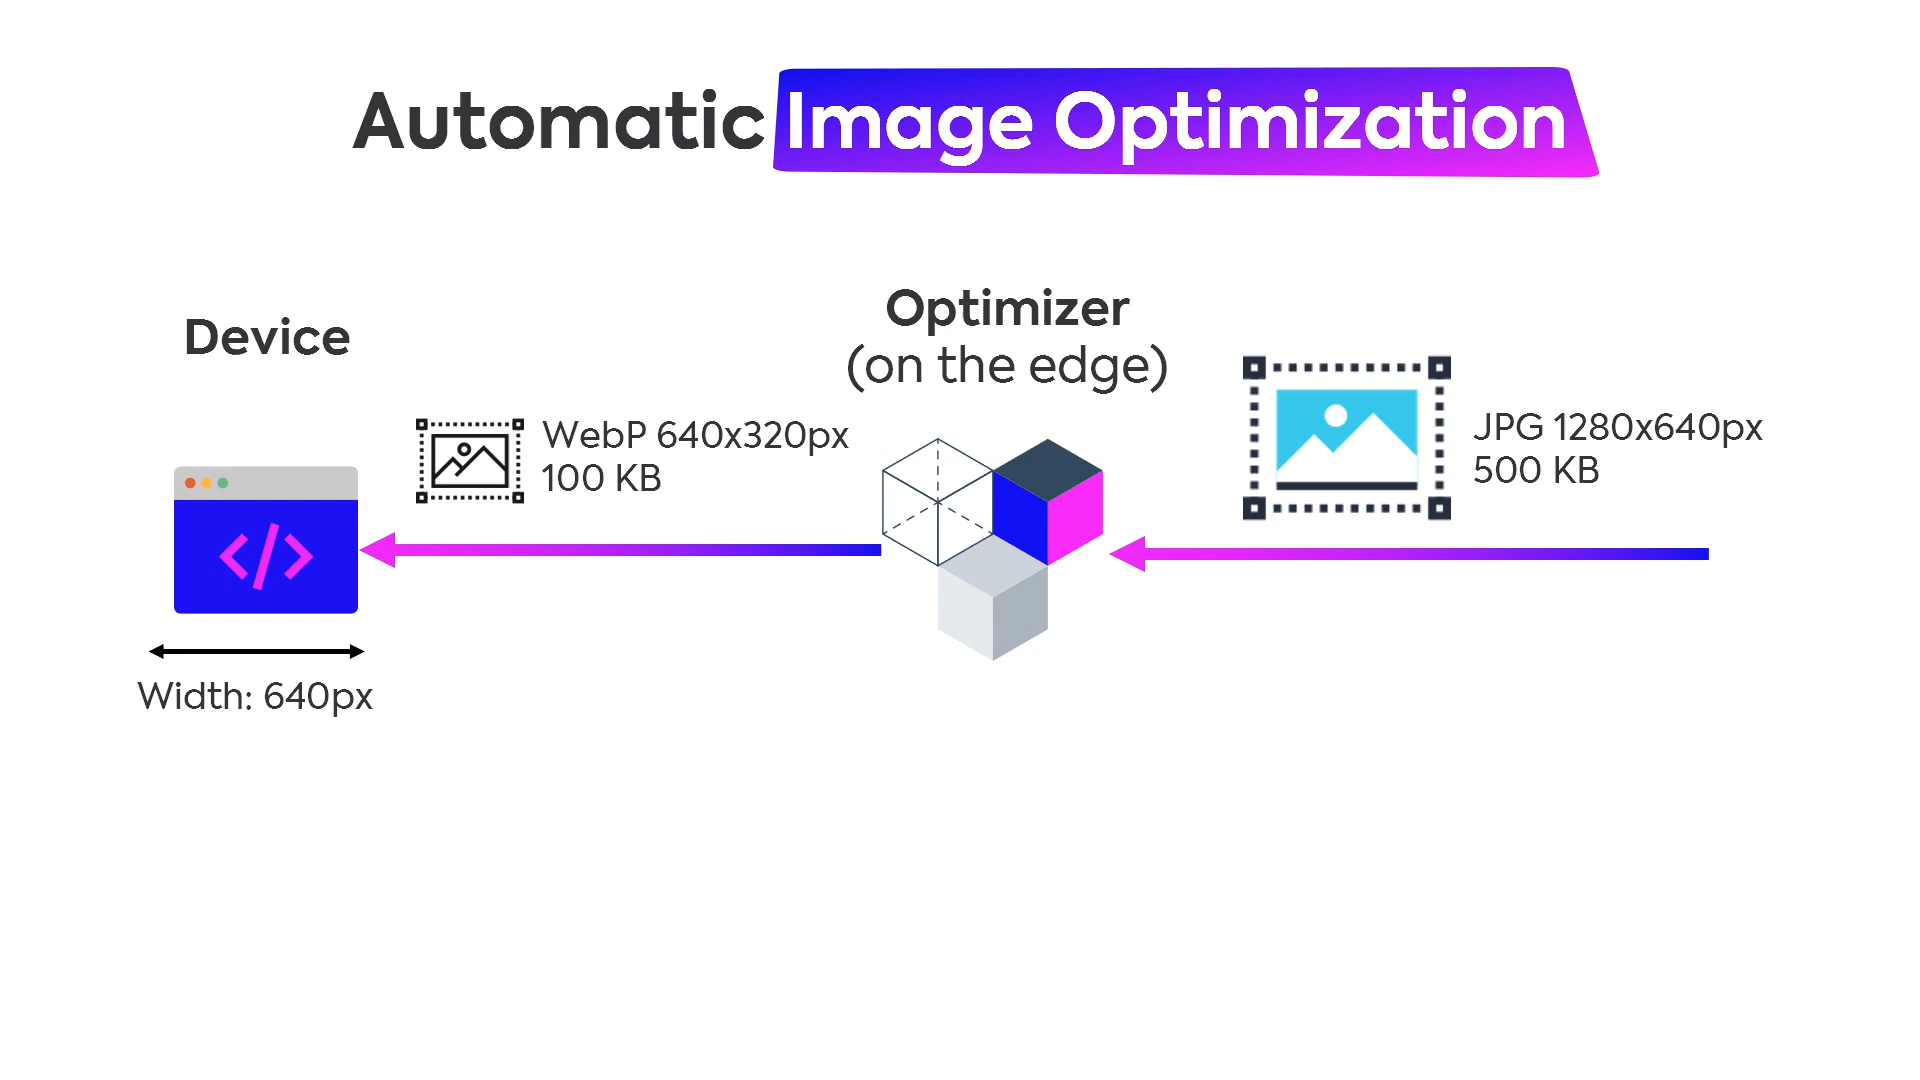 Automatic Image Optimization
Device
Optimizer
(on the edge)
WebP 640x320px
100 KB
JPG 1280x640px
500 KB
</>
Width: 640px